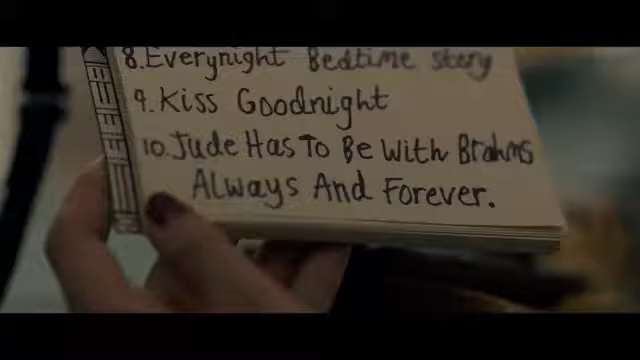 8. Everynight Bedtime story
9. Kiss Goodnight
10. Jude Has To Be With Brahms
Always And Forever.